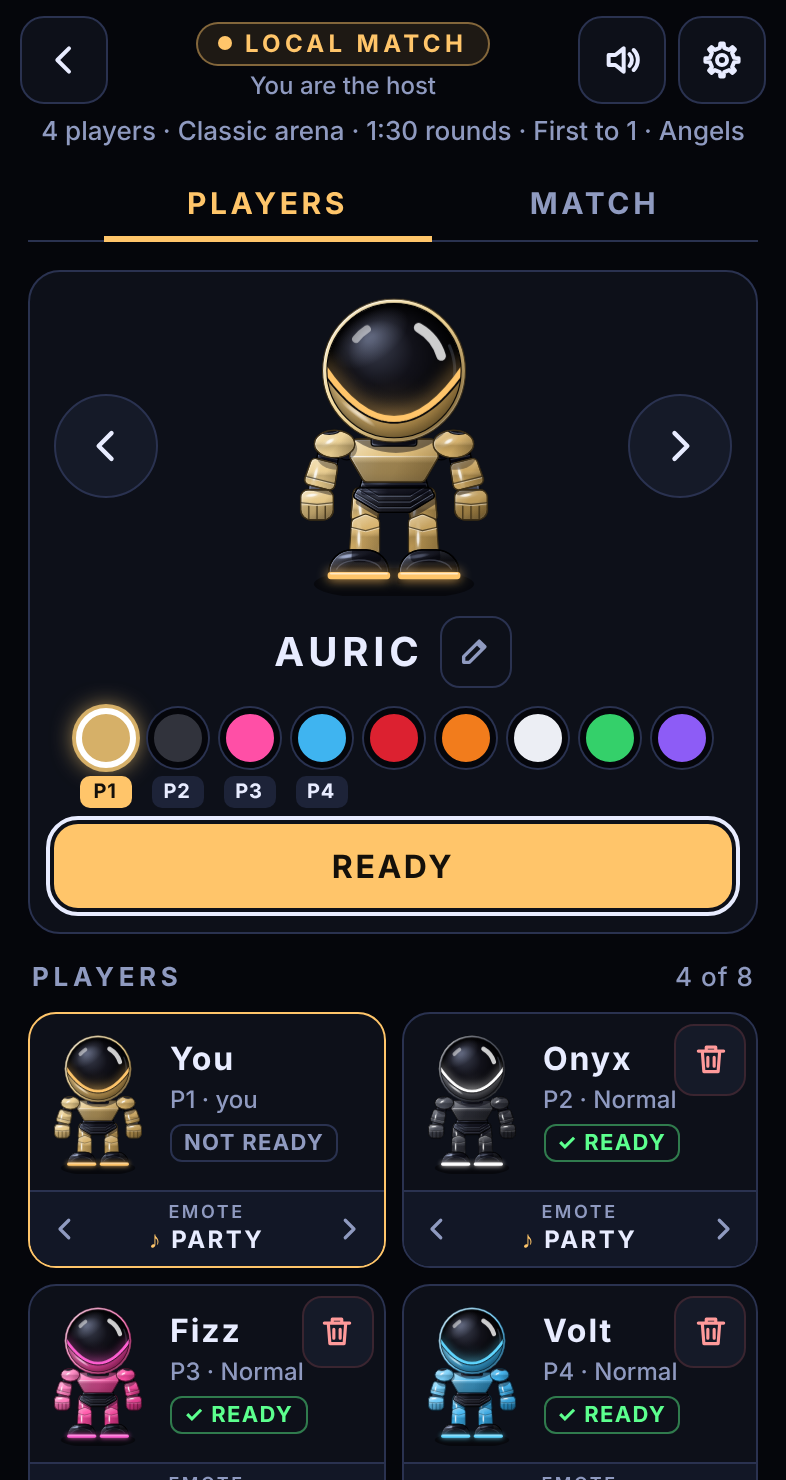 LOCAL MATCH
You are the host
4 players · Classic arena · 1:30 rounds · First to 1 · Angels
PLAYERS MATCH
AURIC
P1 P2 P3 P4
READY
PLAYERS 4 of 8
You
P1 · you
NOT READY
EMOTE
♪ PARTY
Onyx
P2 · Normal
✓ READY
EMOTE
♪ PARTY
Fizz
P3 · Normal
✓ READY
Volt
P4 · Normal
✓ READY